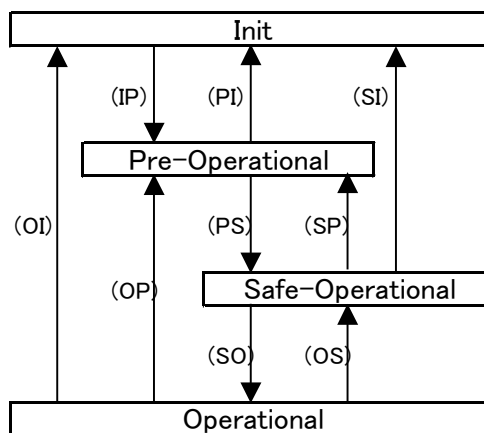 Init
(IP)
(PI)
(SI)
Pre-Operational
(OI)
(PS)
(SP)
(OP)
Safe-Operational
(SO)
(OS)
Operational